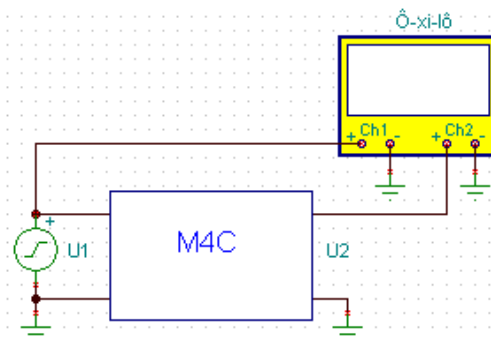 Ô-xi-lô
+ Ch1 - + Ch2 -
+
U1
M4C
U2